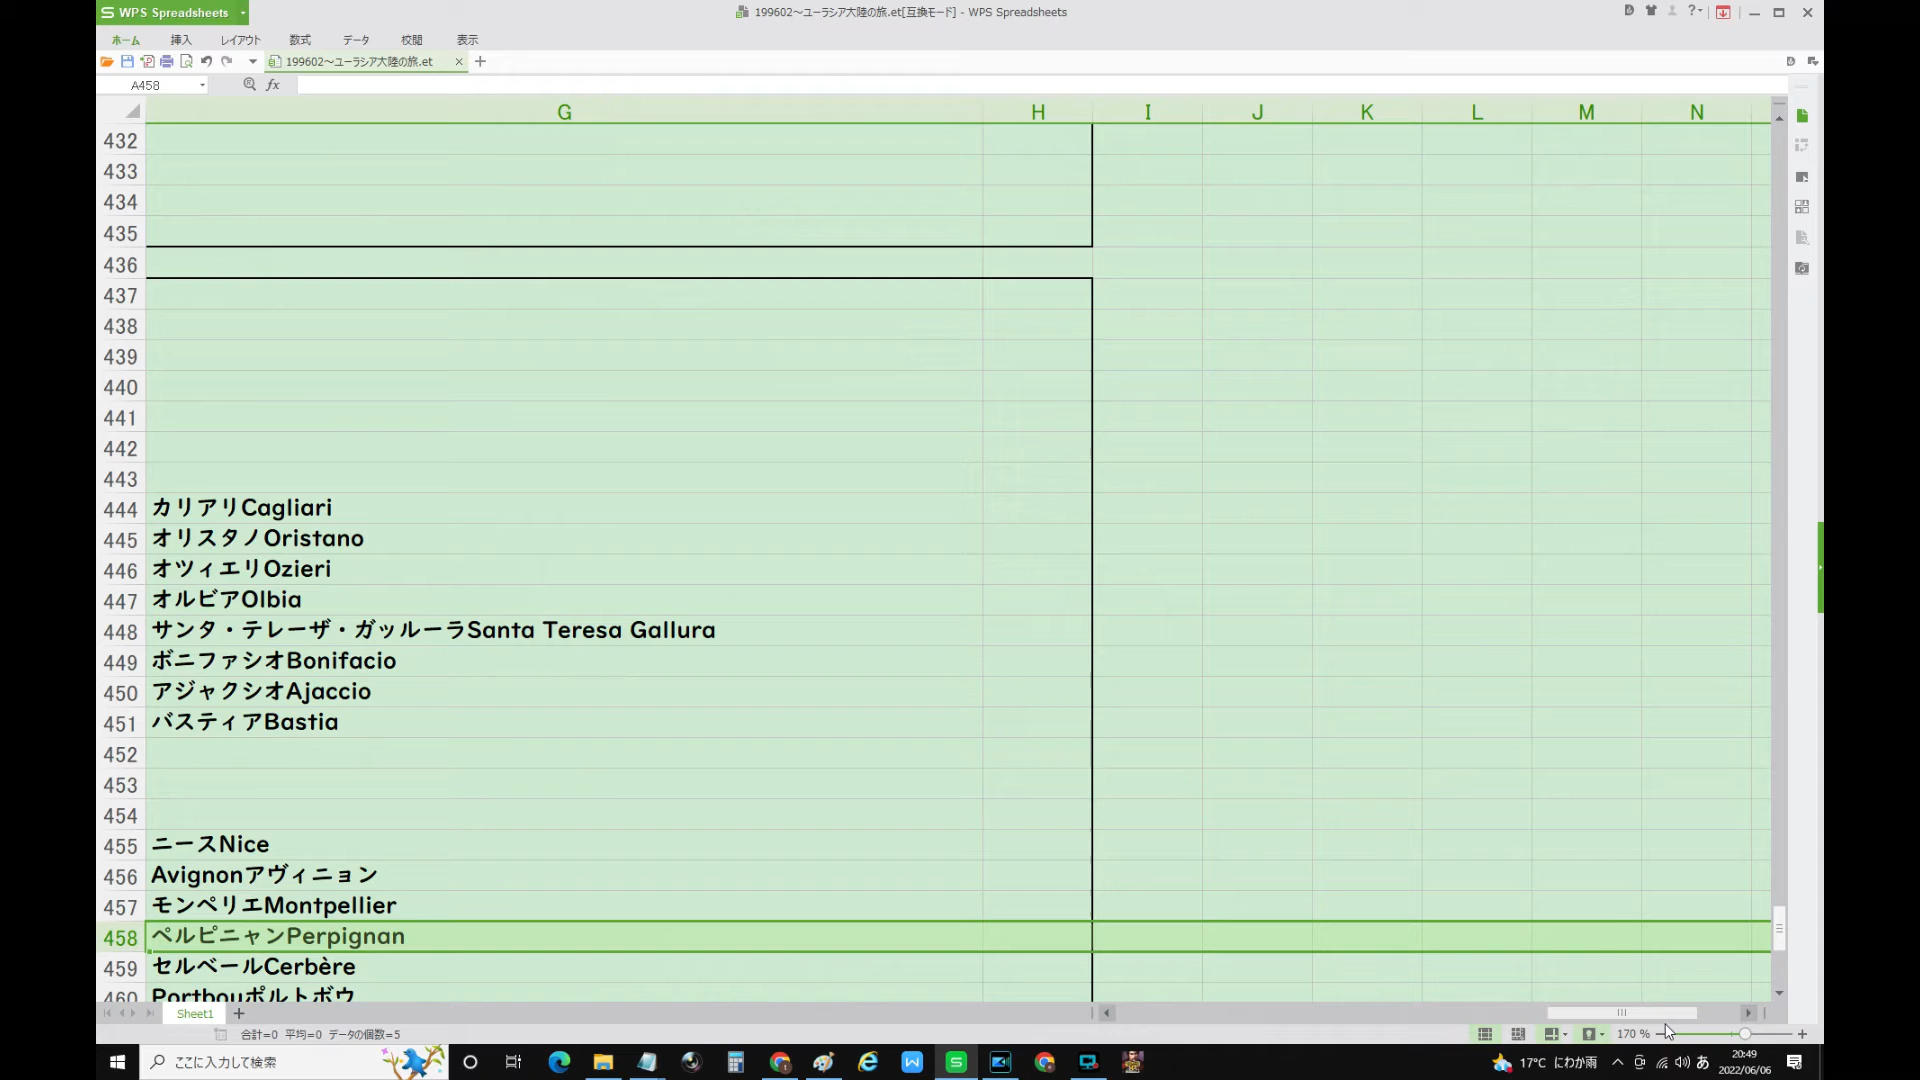 WPS Spreadsheets
199602～ユーラシア大陸の旅.et[互換モード] - WPS Spreadsheets
ホーム 挿入 レイアウト 数式 データ 校閲 表示
199602～ユーラシア大陸の旅.et
A458 fx
G H I J K L M N
432
433
434
435
436
437
438
439
440
441
442
443
444 カリアリCagliari
445 オリスタノOristano
446 オツィエリOzieri
447 オルビアOlbia
448 サンタ・テレーザ・ガッルーラSanta Teresa Gallura
449 ボニファシオBonifacio
450 アジャクシオAjaccio
451 バスティアBastia
452
453
454
455 ニースNice
456 Avignonアヴィニョン
457 モンペリエMontpellier
458 ペルピニャンPerpignan
459 セルベールCerbère
460 Portbouポルトボウ
Sheet1
合計=0 平均=0 データの個数=5 170 %
ここに入力して検索
17°C にわか雨 あ 20:49
2022/06/06